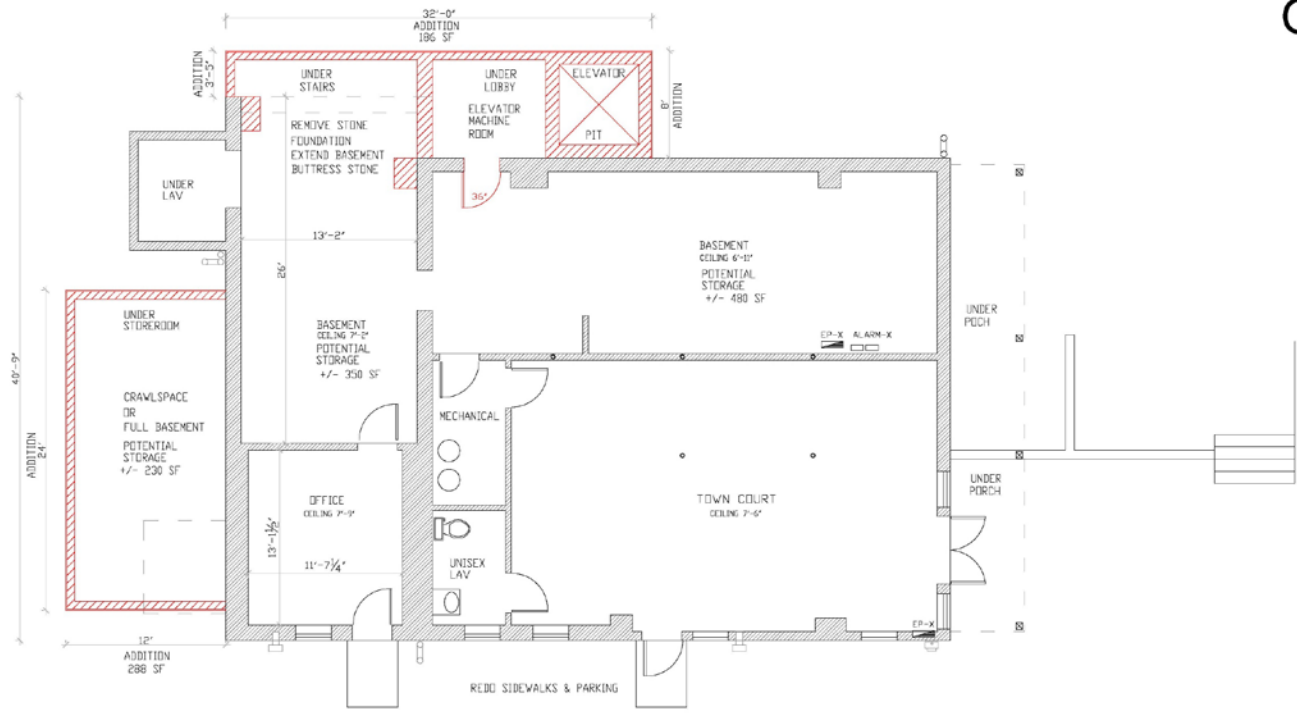 32'-0"
ADDITION
186 SF
ADDITION
3'-5"
UNDER
STAIRS
UNDER
LOBBY
ELEVATOR
MACHINE
ROOM
ELEVATOR
PIT
8'
ADDITION
REMOVE STONE
FOUNDATION
EXTEND BASEMENT
BUTTRESS STONE
UNDER
LAV
36"
13'-2"
26'
BASEMENT
CEILING 6'-11"
POTENTIAL
STORAGE
+/- 480 SF
UNDER
POCH
UNDER
STOREROOM
BASEMENT
CEILING 7'-2"
POTENTIAL
STORAGE
+/- 350 SF
EP-X ALARM-X
40'-9"
CRAWLSPACE
OR
FULL BASEMENT
POTENTIAL
STORAGE
+/- 230 SF
ADDITION
24'
MECHANICAL
OFFICE
CEILING 7'-9"
13'-1½"
11'-7¼"
TOWN COURT
CEILING 7'-6"
UNDER
PORCH
UNISEX
LAV
EP-X
12'
ADDITION
288 SF
REDO SIDEWALKS & PARKING